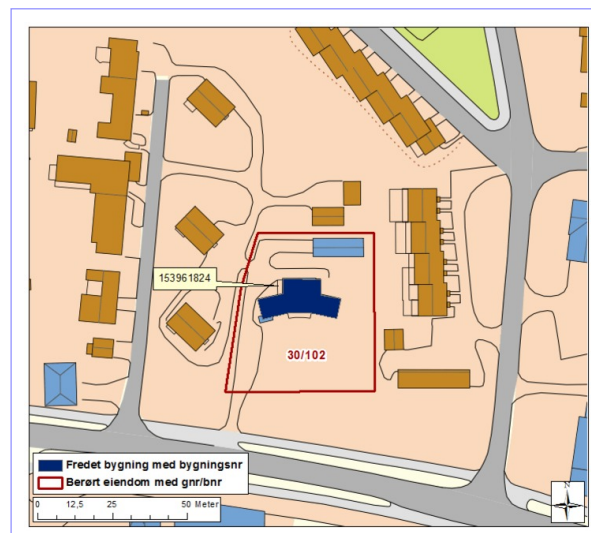 153961824
30/102
Fredet bygning med bygningsnr
Berørt eiendom med gnr/bnr
0 12,5 25 50 Meter
N